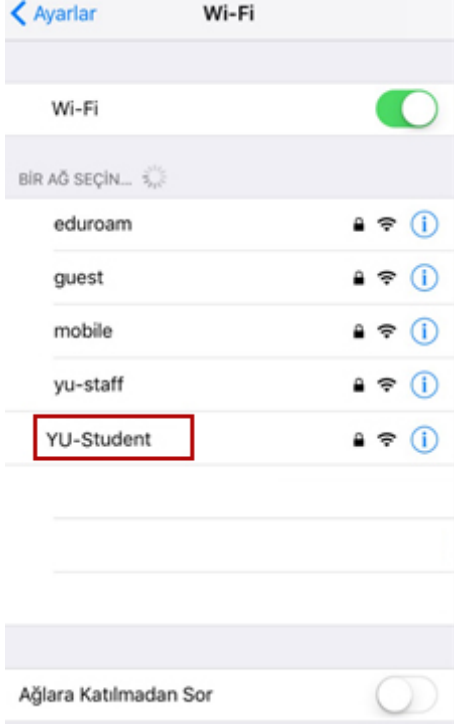 Ayarlar Wi-Fi
Wi-Fi
BİR AĞ SEÇİN...
eduroam
guest
mobile
yu-staff
YU-Student
Ağlara Katılmadan Sor